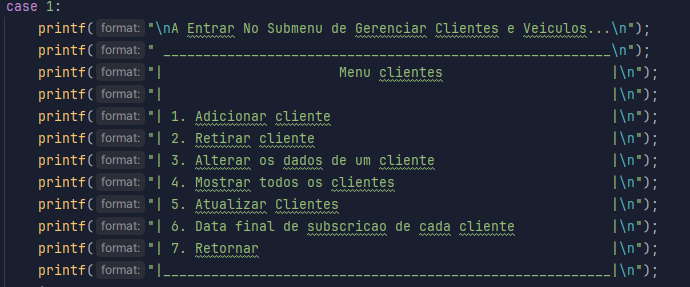 case 1:
printf( format: "\nA Entrar No Submenu de Gerenciar Clientes e Veiculos...\n");
printf( format: " ________________________________________________________\n");
printf( format: "|                      Menu clientes                     |\n");
printf( format: "|                                                        |\n");
printf( format: "| 1. Adicionar cliente                                   |\n");
printf( format: "| 2. Retirar cliente                                     |\n");
printf( format: "| 3. Alterar os dados de um cliente                      |\n");
printf( format: "| 4. Mostrar todos os clientes                           |\n");
printf( format: "| 5. Atualizar Clientes                                  |\n");
printf( format: "| 6. Data final de subscricao de cada cliente            |\n");
printf( format: "| 7. Retornar                                            |\n");
printf( format: "|________________________________________________________|\n");